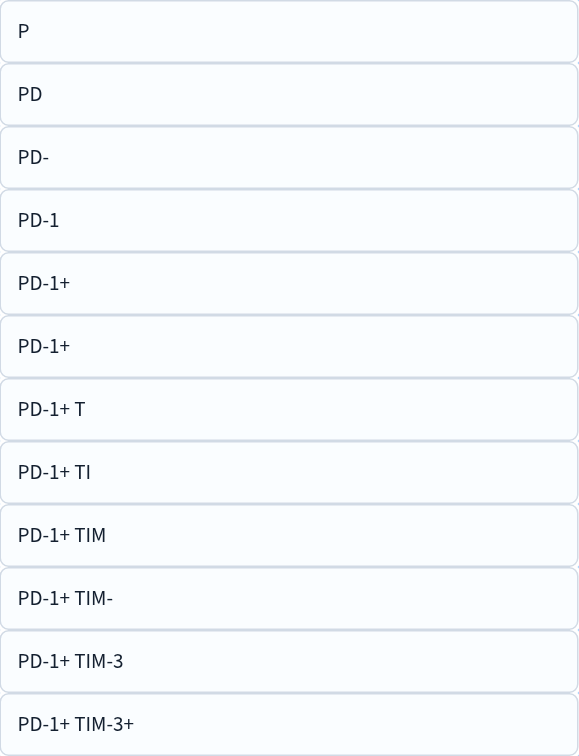 P
PD
PD-
PD-1
PD-1+
PD-1+
PD-1+ T
PD-1+ TI
PD-1+ TIM
PD-1+ TIM-
PD-1+ TIM-3
PD-1+ TIM-3+